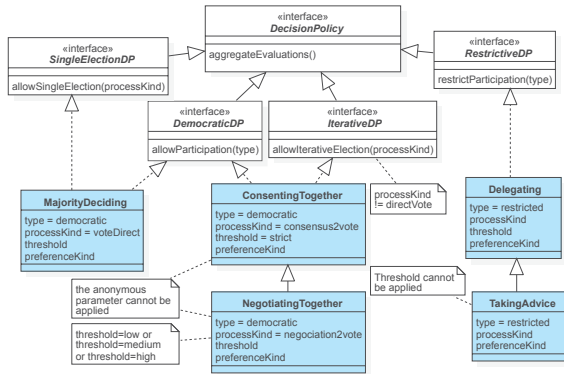 «interface»
DecisionPolicy
aggregateEvaluations()
«interface»
SingleElectionDP
allowSingleElection(processKind)
«interface»
RestrictiveDP
restrictParticipation(type)
«interface»
DemocraticDP
allowParticipation(type)
«interface»
IterativeDP
allowIterativeElection(processKind)
processKind
!= directVote
MajorityDeciding
type = democratic
processKind = voteDirect
threshold
preferenceKind
ConsentingTogether
type = democratic
processKind = consensus2vote
threshold = strict
preferenceKind
Delegating
type = restricted
processKind
threshold
preferenceKind
the anonymous
parameter cannot be
applied
Threshold cannot
be applied
NegotiatingTogether
type = democratic
processKind = negociation2vote
threshold
preferenceKind
threshold=low or
threshold=medium
or threshold=high
TakingAdvice
type = restricted
processKind
preferenceKind